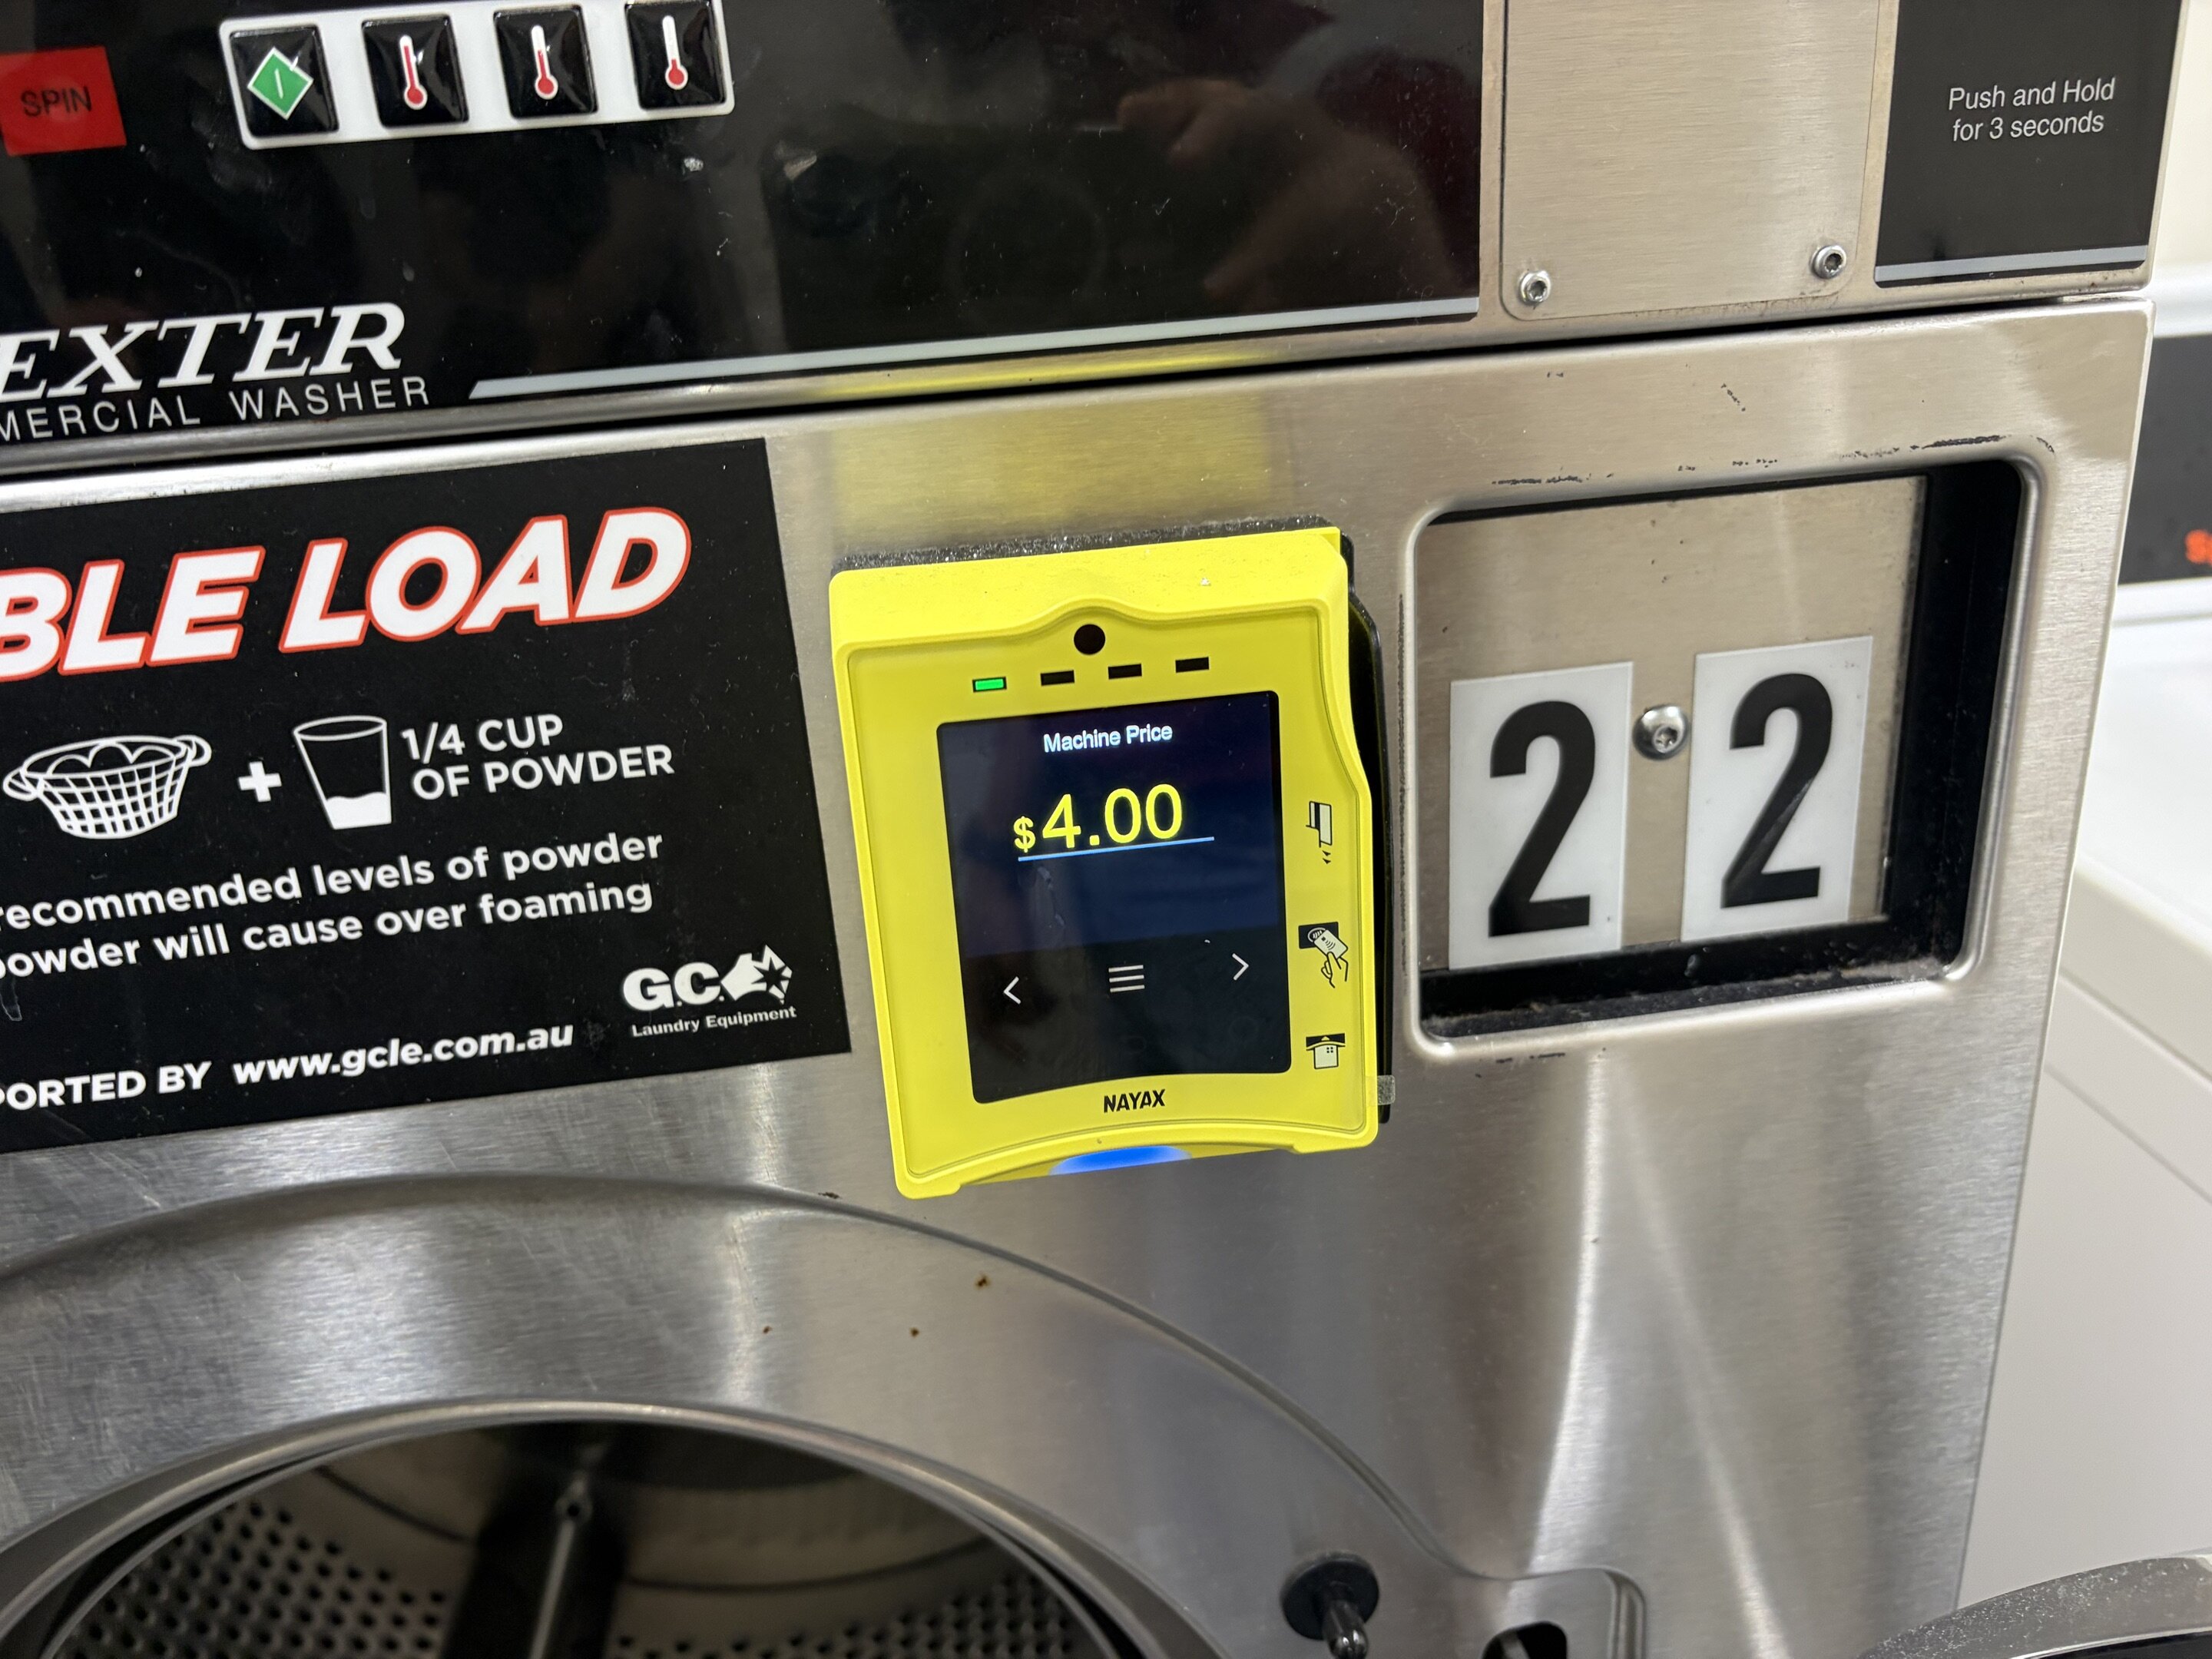 SPIN
Push and Hold
for 3 seconds
EXTER
MERCIAL WASHER
BLE LOAD
1/4 CUP
OF POWDER
recommended levels of powder
powder will cause over foaming
G.C.
Laundry Equipment
PORTED BY www.gcle.com.au
Machine Price
$4.00
NAYAX
2 2